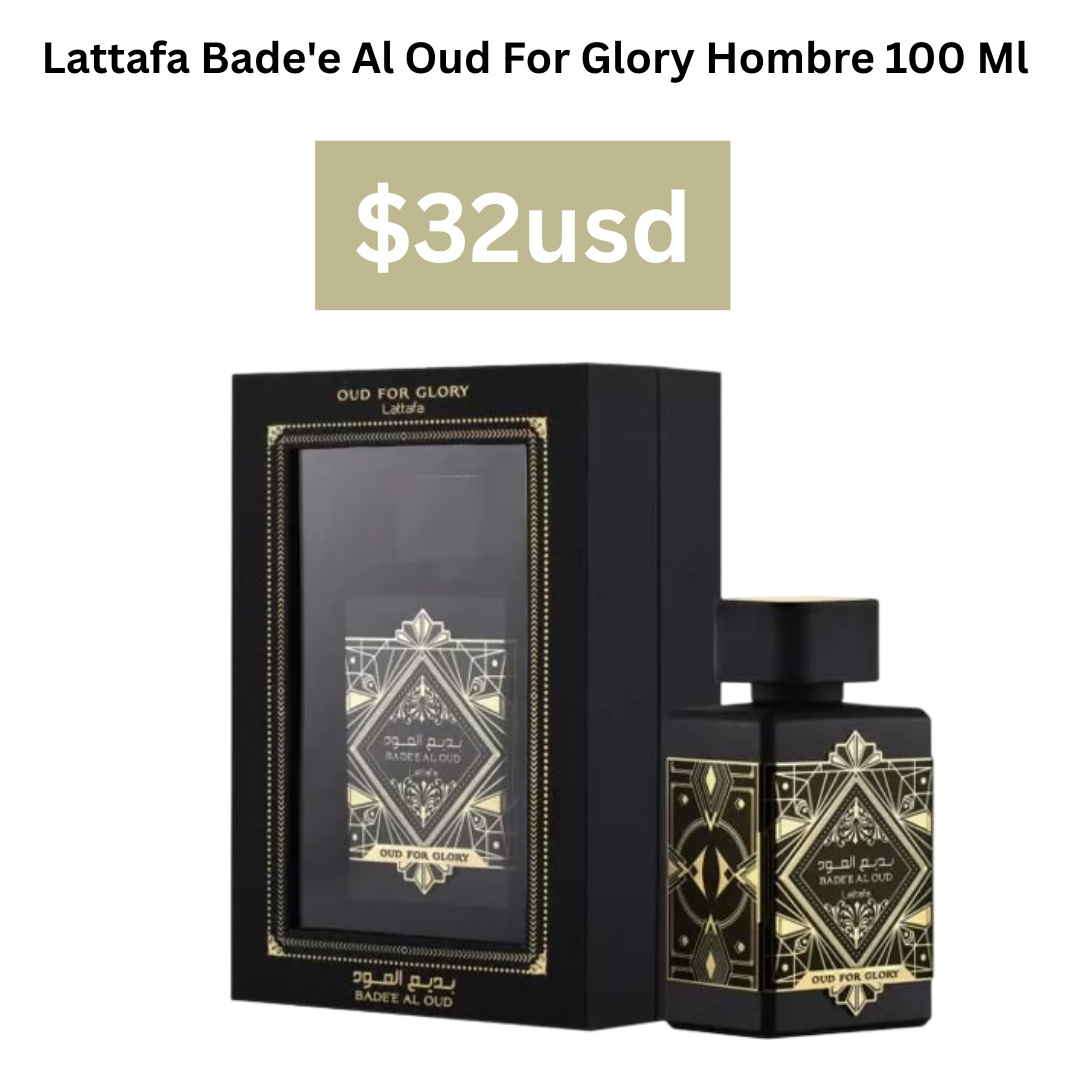 Lattafa Bade'e Al Oud For Glory Hombre 100 Ml
$32usd
OUD FOR GLORY
Lattafa
بديع العود
BADE'E AL OUD
Lattafa
OUD FOR GLORY
بديع العود
BADE'E AL OUD
بديع العود
BADE'E AL OUD
Lattafa
OUD FOR GLORY